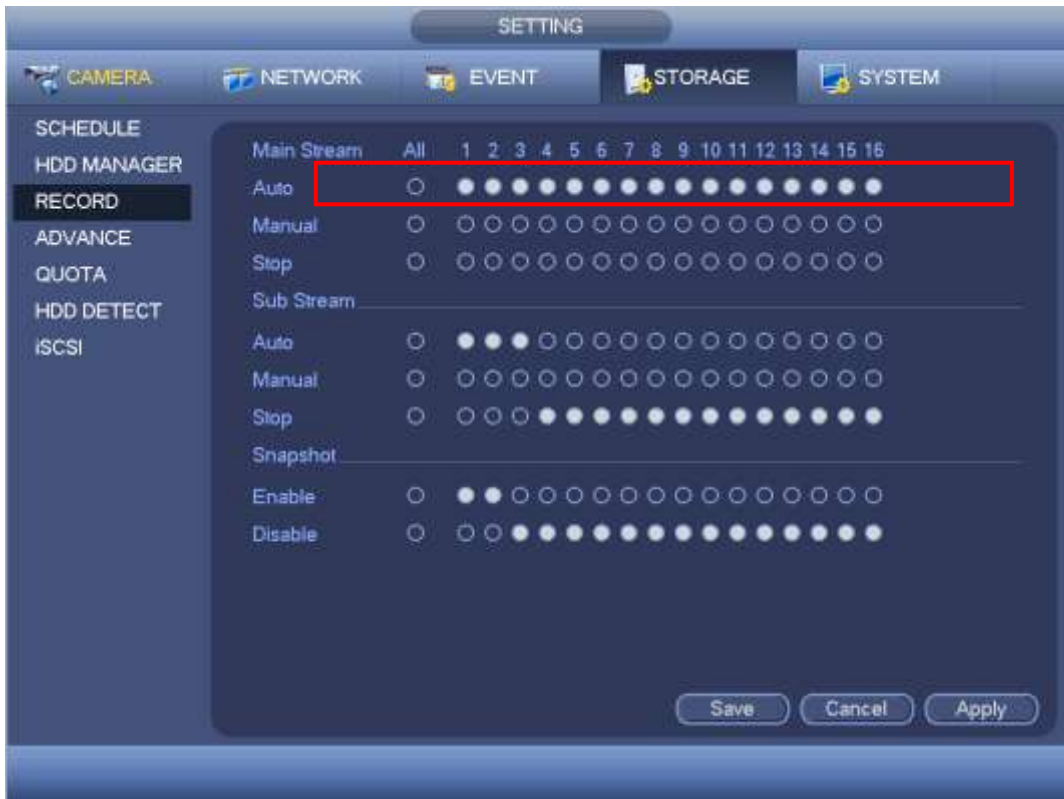 SETTING
CAMERA NETWORK EVENT STORAGE SYSTEM
SCHEDULE
HDD MANAGER
RECORD
ADVANCE
QUOTA
HDD DETECT
iSCSI
Main Stream All 1 2 3 4 5 6 7 8 9 10 11 12 13 14 15 16
Auto
Manual
Stop
Sub Stream
Auto
Manual
Stop
Snapshot
Enable
Disable
Save Cancel Apply